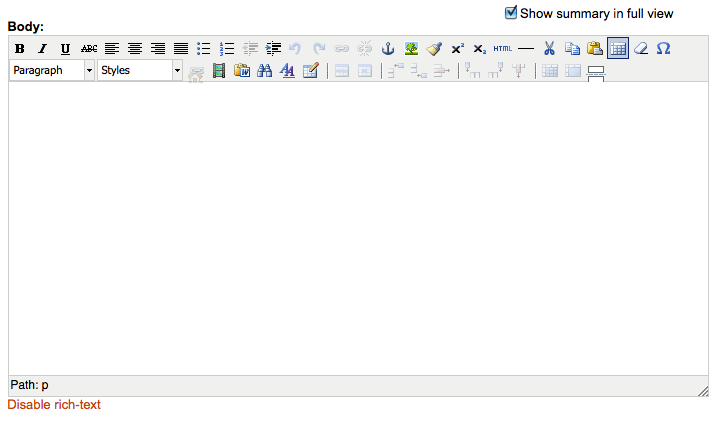 Show summary in full view
Body:
B I U ABC HTML
Paragraph Styles
Path: p
Disable rich-text